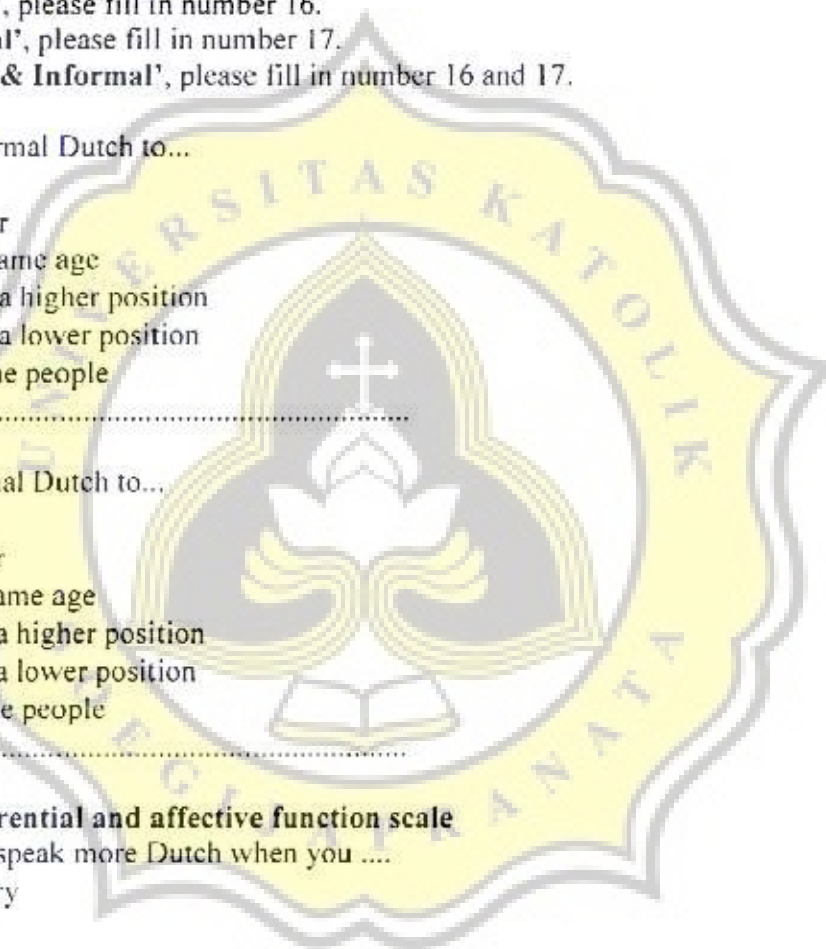 , please fill in number 16.
al', please fill in number 17.
& Informal', please fill in number 16 and 17.
rmal Dutch to...
r
ame age
a higher position
a lower position
ne people
..........................................................
al Dutch to...
r
ame age
a higher position
a lower position
e people
..........................................................
rential and affective function scale
speak more Dutch when you ....
ry
UNIVERSITAS KATOLIK
SOEGIJAPRANATA